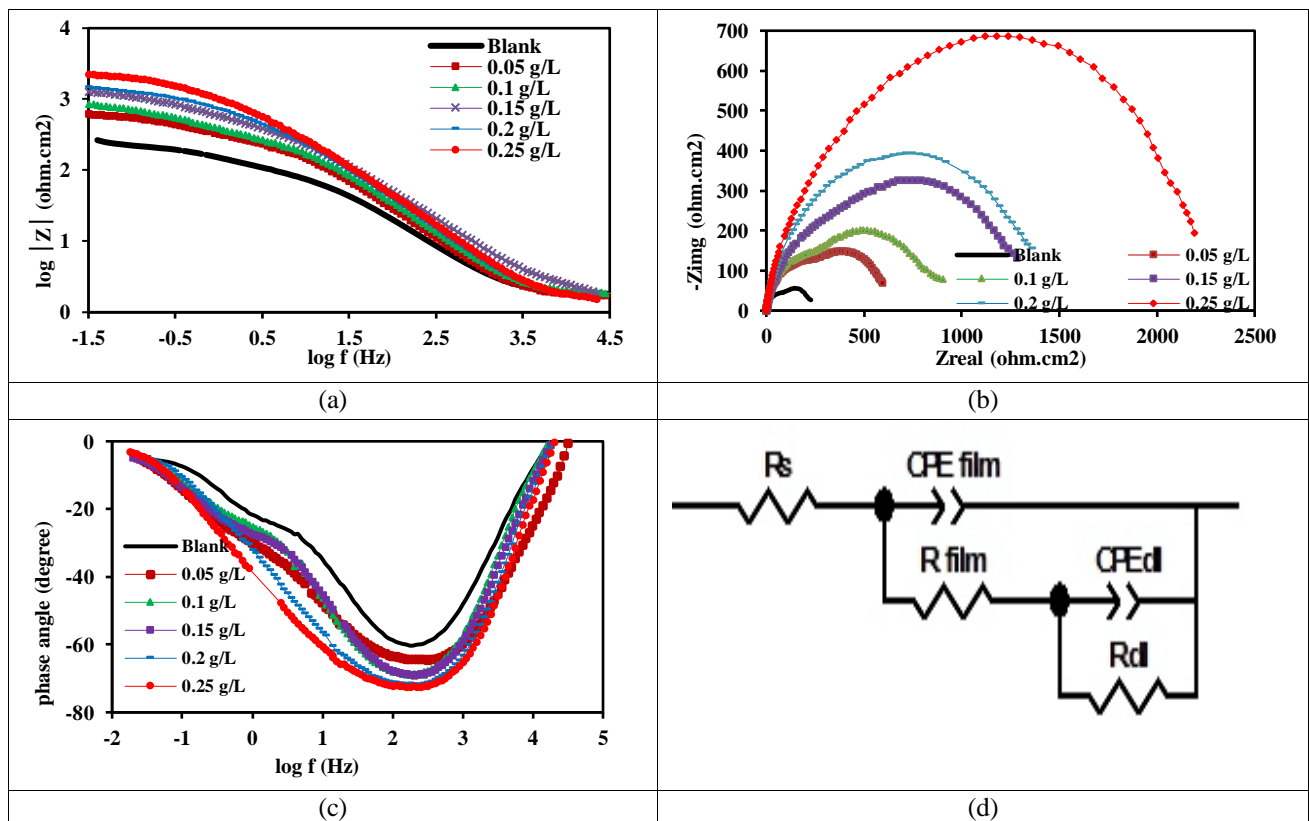 4
3
2
1
0
-1.5
-0.5
0.5
1.5
2.5
3.5
4.5
log |Z| (ohm.cm2)
log f (Hz)
Blank
0.05 g/L
0.1 g/L
0.15 g/L
0.2 g/L
0.25 g/L
(a)
700
600
500
400
300
200
100
0
0
500
1000
1500
2000
2500
-Zimg (ohm.cm2)
Zreal (ohm.cm2)
Blank
0.05 g/L
0.1 g/L
0.15 g/L
0.2 g/L
0.25 g/L
(b)
0
-20
-40
-60
-80
-2
-1
0
1
2
3
4
5
phase angle (degree)
log f (Hz)
Blank
0.05 g/L
0.1 g/L
0.15 g/L
0.2 g/L
0.25 g/L
(c)
Rs
CPE film
R film
CPEdl
Rdl
(d)